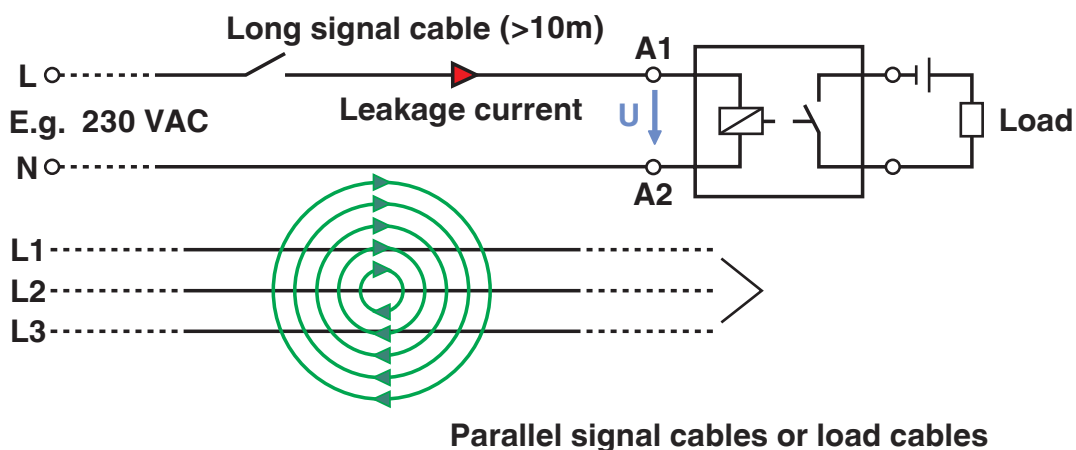 Long signal cable (>10m)
A1
L
Leakage current
U
Load
E.g. 230 VAC
N
A2
L1
L2
L3
Parallel signal cables or load cables